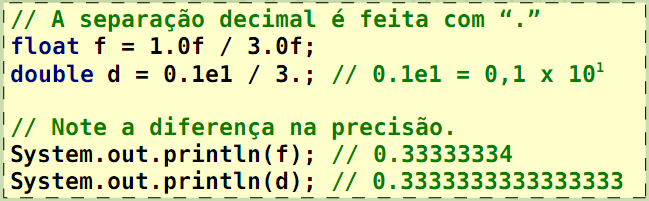 // A separação decimal é feita com “.”
float f = 1.0f / 3.0f;
double d = 0.1e1 / 3.; // 0.1e1 = 0,1 x 10¹
// Note a diferença na precisão.
System.out.println(f); // 0.33333334
System.out.println(d); // 0.3333333333333333